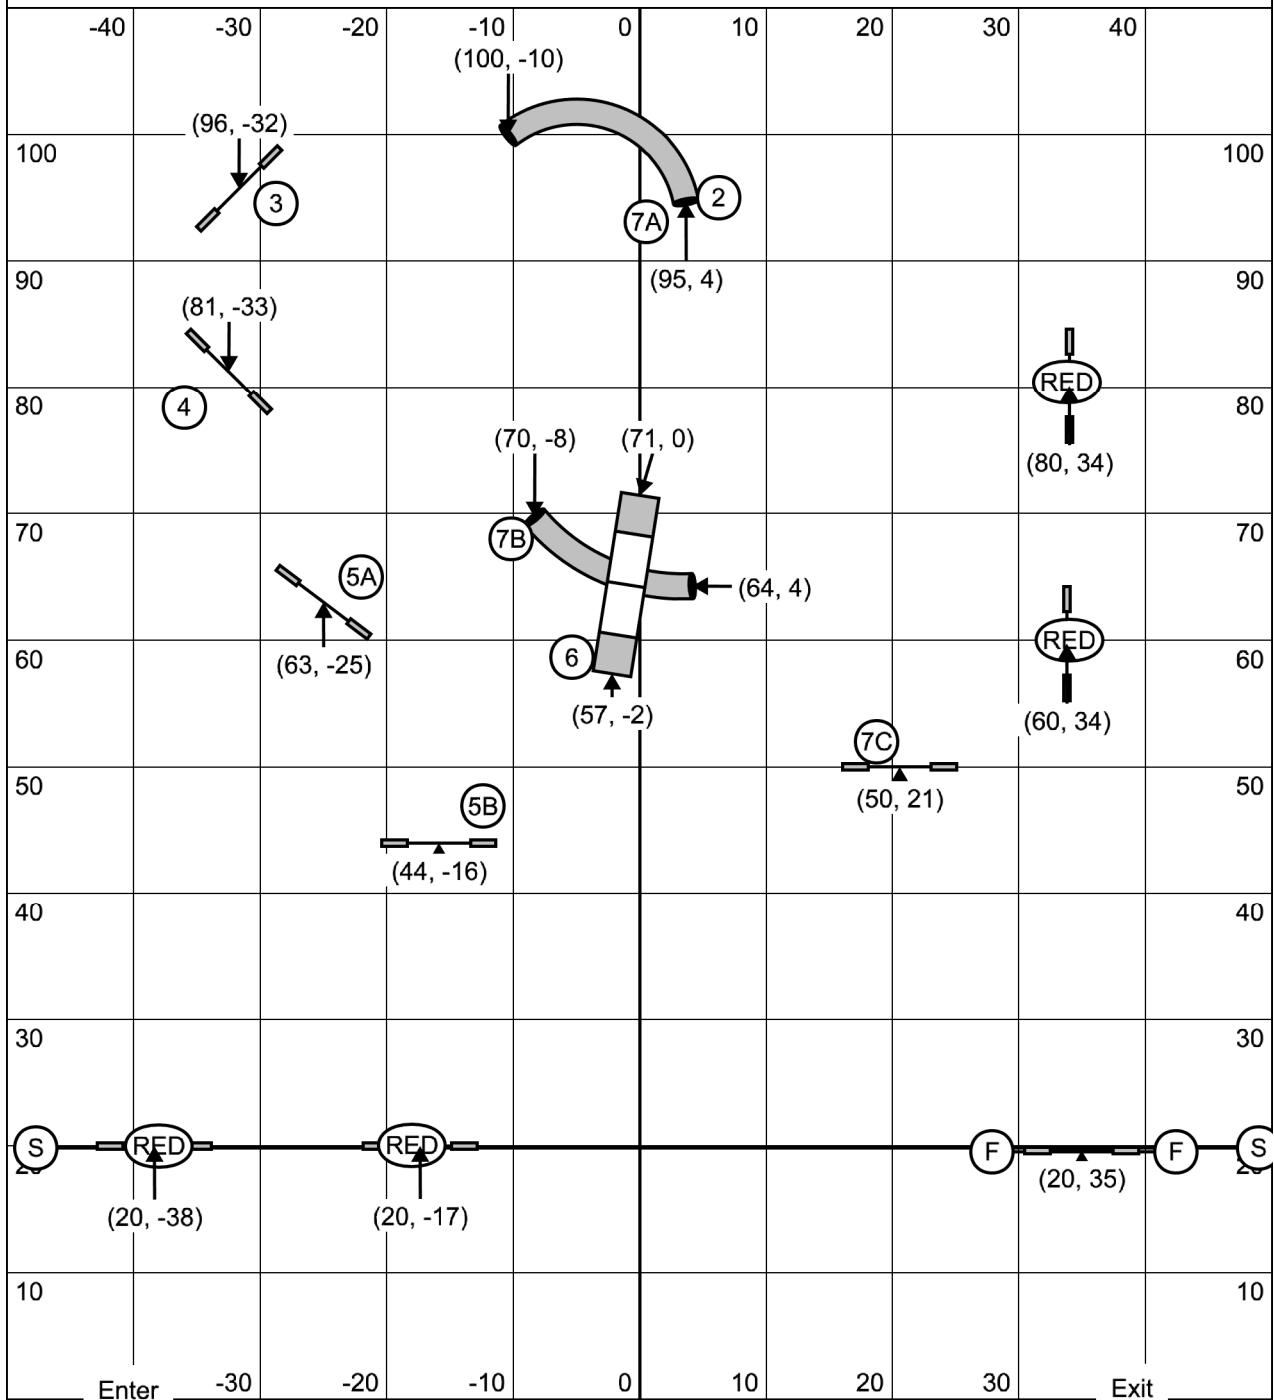 -40 -30 -20 -10 0 10 20 30 40
(100, -10)
(96, -32)
100 100
3
2
7A
90 (95, 4) 90
(81, -33)
RED
80 4 80
(70, -8) (71, 0)
(80, 34)
70 7B 70
5A
(64, 4)
RED
60 (63, -25) 6 60
(57, -2) (60, 34)
7C
50 50
(50, 21)
5B
(44, -16)
40 40
30 30
S RED RED F F S
20 20
(20, 35)
(20, -38) (20, -17)
10 10
Enter -30 -20 -10 0 10 20 30 Exit